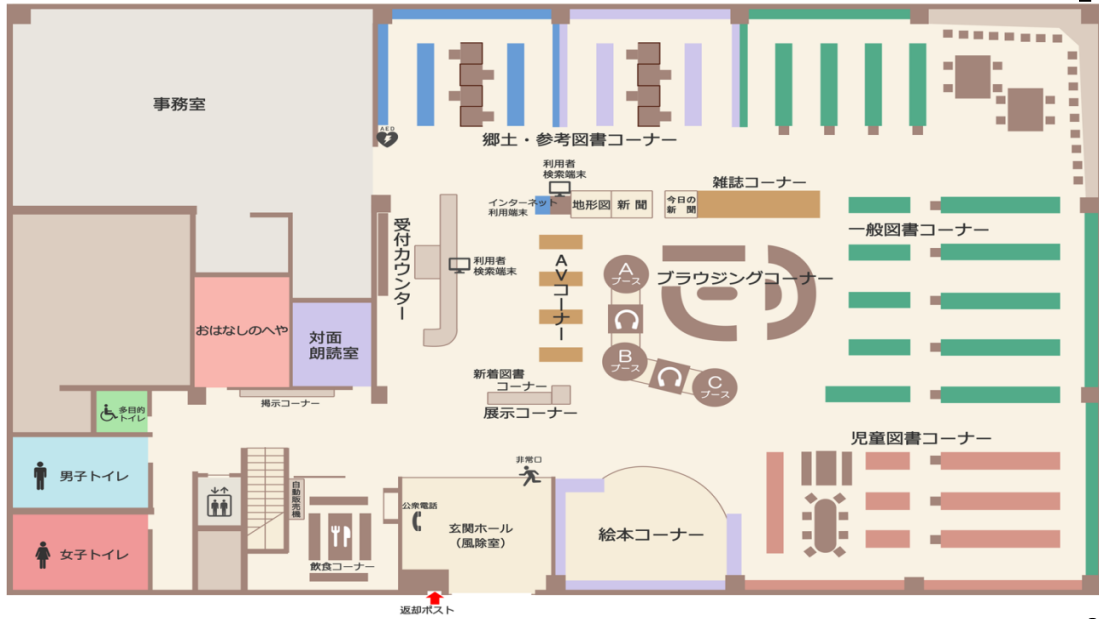 事務室
AED
郷土・参考図書コーナー
利用者
検索端末
インターネット
利用端末
地形図
新聞
今日の
新聞
雑誌コーナー
一般図書コーナー
受付カウンター
利用者
検索端末
AVコーナー
A
ブース
ブラウジングコーナー
B
ブース
C
ブース
おはなしのへや
対面
朗読室
掲示コーナー
新着図書
コーナー
展示コーナー
多目的
トイレ
男子トイレ
女子トイレ
自動販売機
飲食コーナー
公衆電話
非常口
玄関ホール
(風除室)
絵本コーナー
児童図書コーナー
返却ポスト